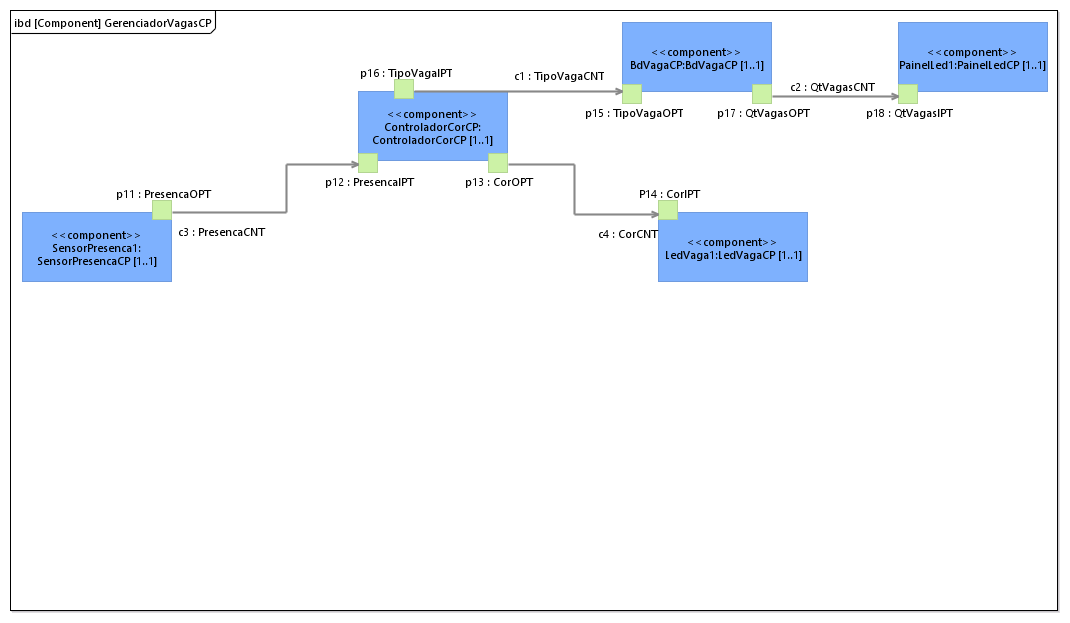 ibd [Component] GerenciadorVagasCP
<<component>>
BdVagaCP:BdVagaCP [1..1]
<<component>>
PainelLed1:PainelLedCP [1..1]
p16 : TipoVagaIPT
c1 : TipoVagaCNT
c2 : QtVagasCNT
<<component>>
ControladorCorCP:
ControladorCorCP [1..1]
p15 : TipoVagaOPT
p17 : QtVagasOPT
p18 : QtVagasIPT
p12 : PresencaIPT
p13 : CorOPT
p11 : PresencaOPT
P14 : CorIPT
c3 : PresencaCNT
c4 : CorCNT
<<component>>
SensorPresenca1:
SensorPresencaCP [1..1]
<<component>>
LedVaga1:LedVagaCP [1..1]